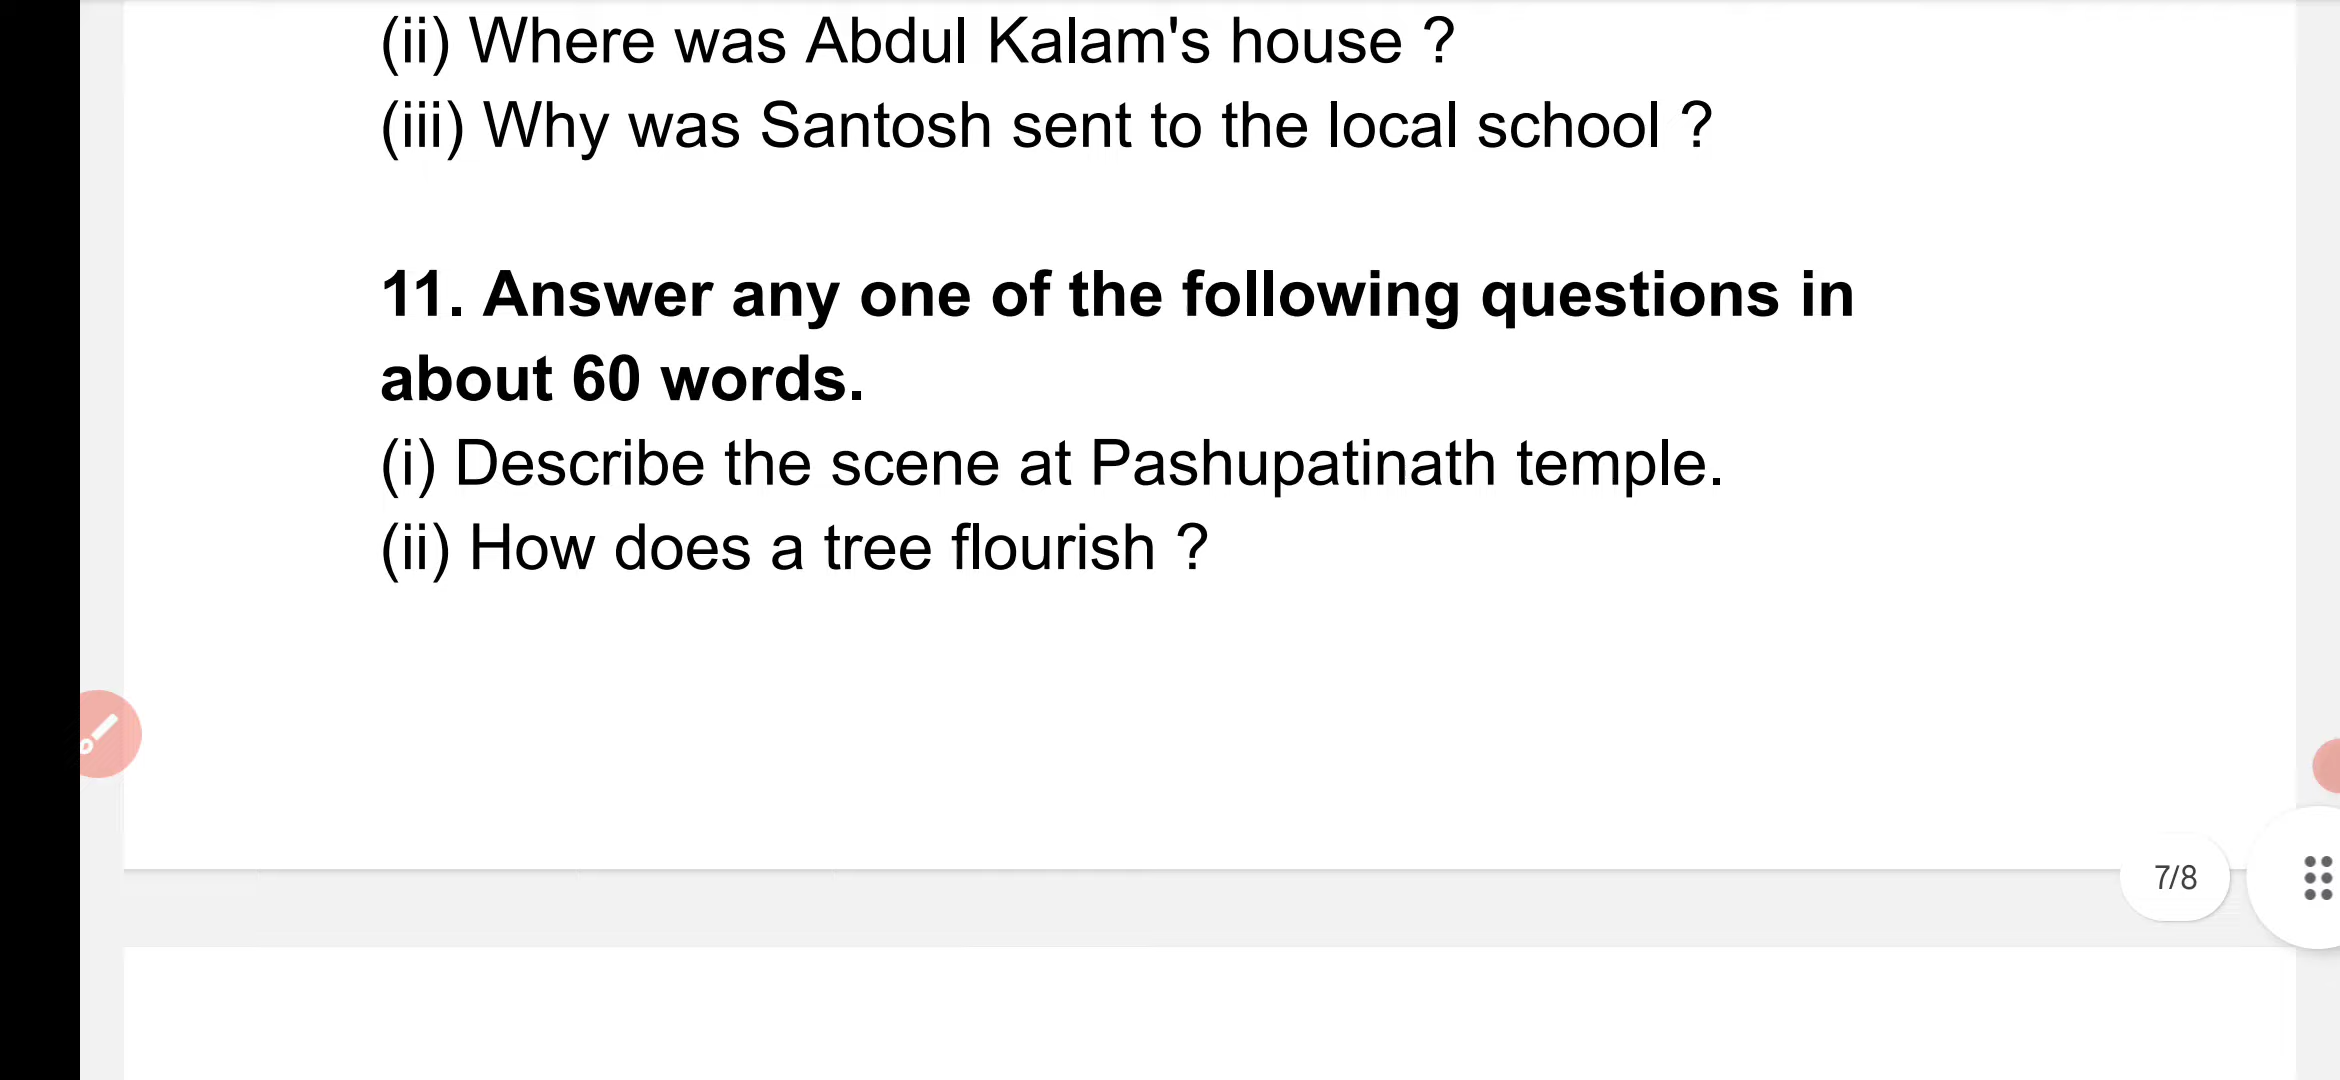 (ii) Where was Abdul Kalam's house ?
(iii) Why was Santosh sent to the local school ?
11. Answer any one of the following questions in
about 60 words.
(i) Describe the scene at Pashupatinath temple.
(ii) How does a tree flourish ?
7/8